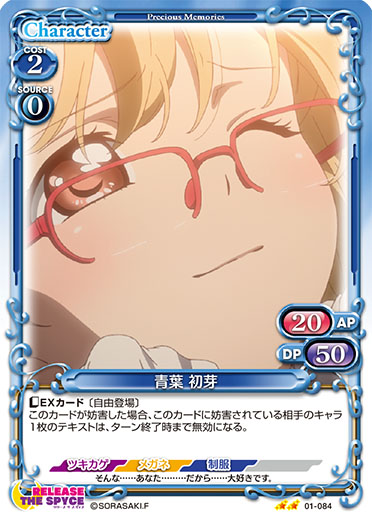 Precious Memories
Character
COST
2
SOURCE
0
20 AP
DP 50
青葉 初芽
EXカード〔自由登場〕
このカードが妨害した場合、このカードに妨害されている相手のキャラ
1枚のテキストは、ターン終了時まで無効になる。
ツキカゲ メガネ 制服
そんな……あなた………だから……大好きです。
RELEASE
THE SPYCE
©SORASAKI.F
01-084